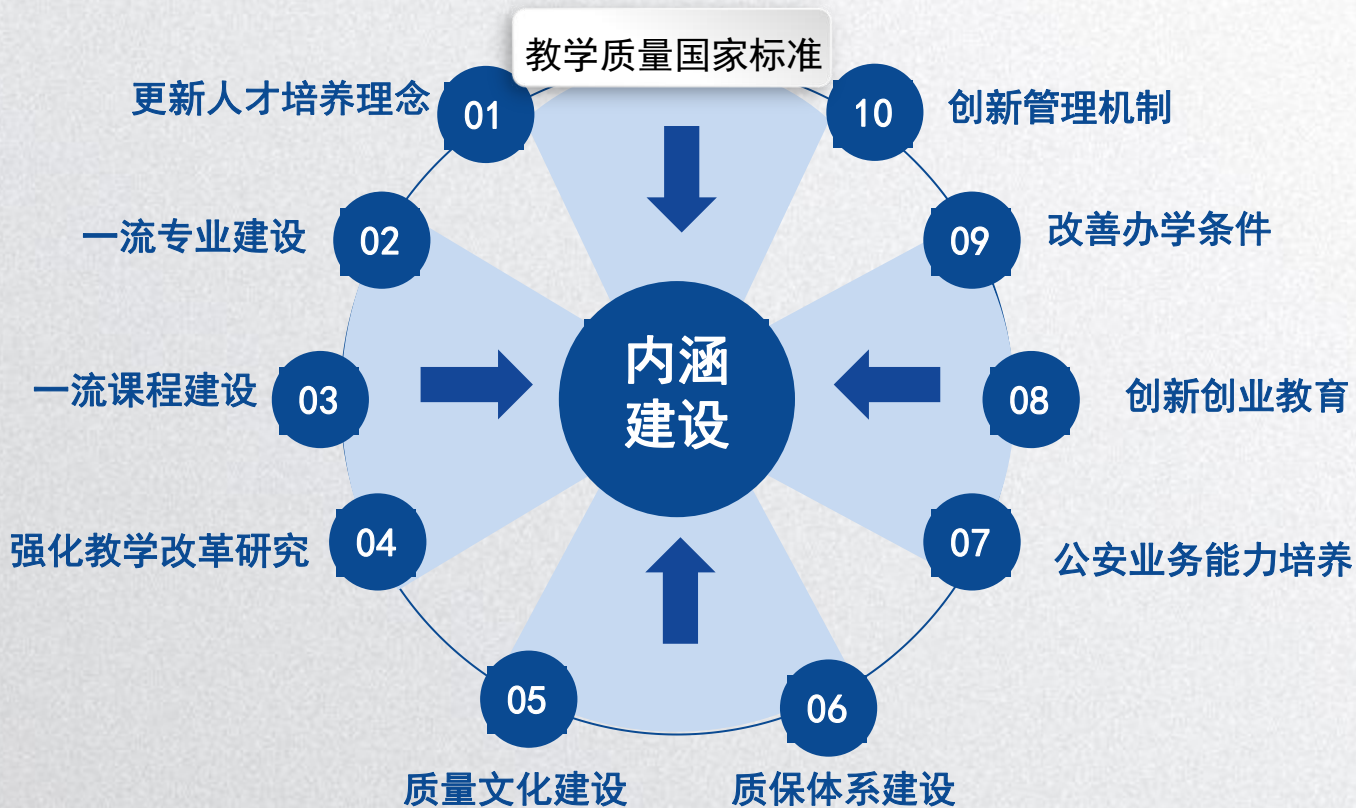 教学质量国家标准
01
更新人才培养理念
02
一流专业建设
03
一流课程建设
04
强化教学改革研究
05
质量文化建设
06
质保体系建设
07
公安业务能力培养
08
创新创业教育
09
改善办学条件
10
创新管理机制
内涵
建设